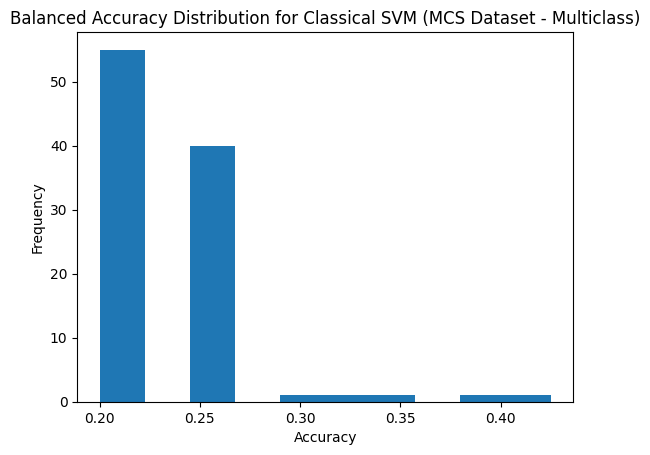 Balanced Accuracy Distribution for Classical SVM (MCS Dataset - Multiclass)
50
40
30
20
10
0
Frequency
0.20 0.25 0.30 0.35 0.40
Accuracy